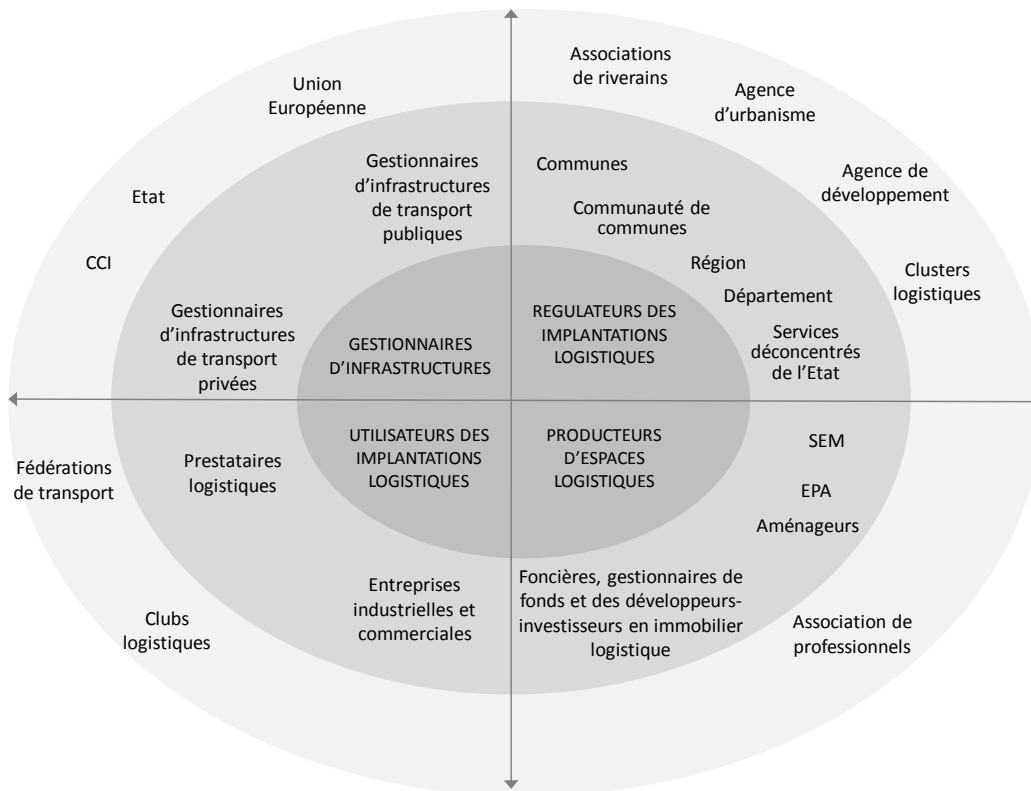 Associations
de riverains
Union
Européenne
Agence
d'urbanisme
Gestionnaires
d'infrastructures
de transport
publiques
Communes
Agence de
développement
Etat
Communauté de
communes
CCI
Région
Clusters
logistiques
Département
Gestionnaires
d'infrastructures
de transport
privées
GESTIONNAIRES
D'INFRASTRUCTURES
REGULATEURS DES
IMPLANTATIONS
LOGISTIQUES
Services
déconcentrés
de l'Etat
Fédérations
de transport
Prestataires
logistiques
UTILISATEURS DES
IMPLANTATIONS
LOGISTIQUES
PRODUCTEURS
D'ESPACES
LOGISTIQUES
SEM
EPA
Aménageurs
Clubs
logistiques
Entreprises
industrielles et
commerciales
Foncières, gestionnaires de
fonds et des développeurs-
investisseurs en immobilier
logistique
Association de
professionnels